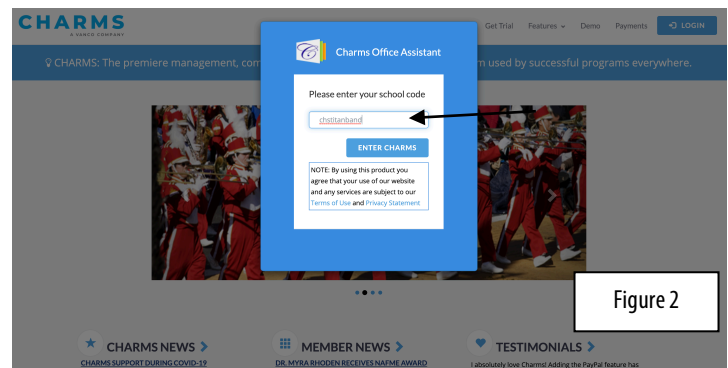 CHARMS
A VANCO COMPANY
Get Trial Features Demo Payments LOGIN
CHARMS: The premiere management, com
m used by successful programs everywhere.
Charms Office Assistant
Please enter your school code
chstitanband
ENTER CHARMS
NOTE: By using this product you
agree that your use of our website
and any services are subject to our
Terms of Use and Privacy Statement
Figure 2
CHARMS NEWS
MEMBER NEWS
TESTIMONIALS
CHARMS SUPPORT DURING COVID-19
DR. MYRA RHODEN RECEIVES NAFME AWARD
I absolutely love Charms! Adding the PayPal feature has